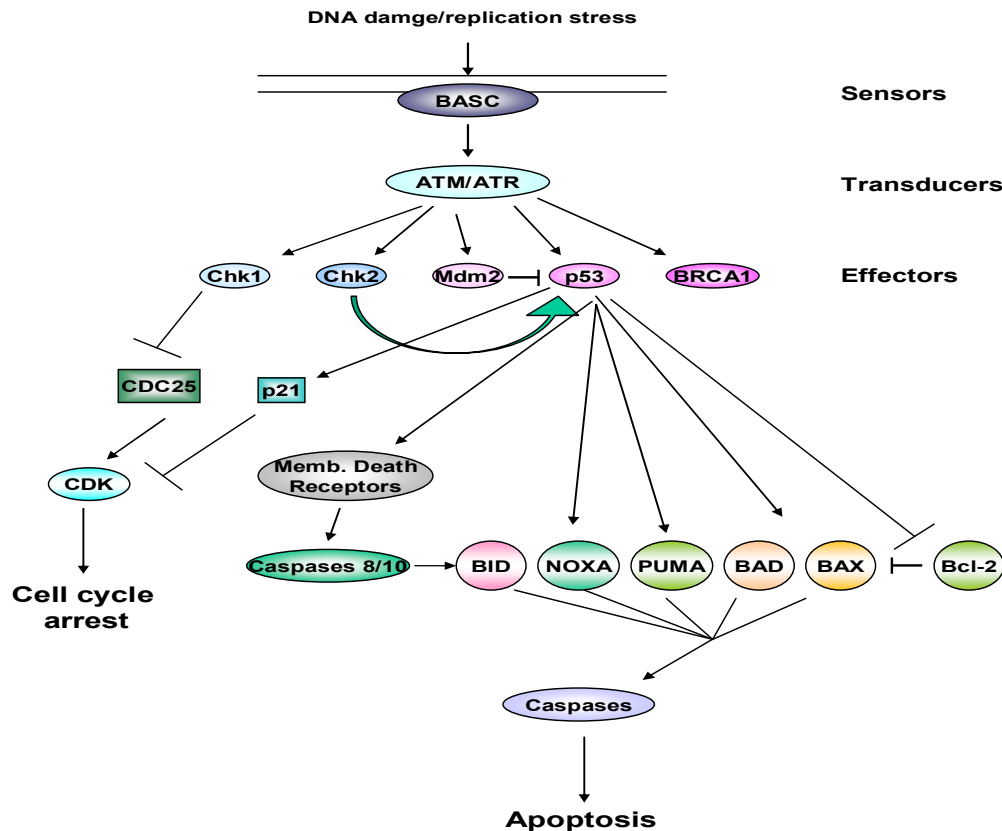 DNA damge/replication stress
BASC
Sensors
ATM/ATR
Transducers
Chk1
Chk2
Mdm2
p53
BRCA1
Effectors
CDC25
p21
CDK
Memb. Death
Receptors
Caspases 8/10
BID
NOXA
PUMA
BAD
BAX
Bcl-2
Cell cycle
arrest
Caspases
Apoptosis